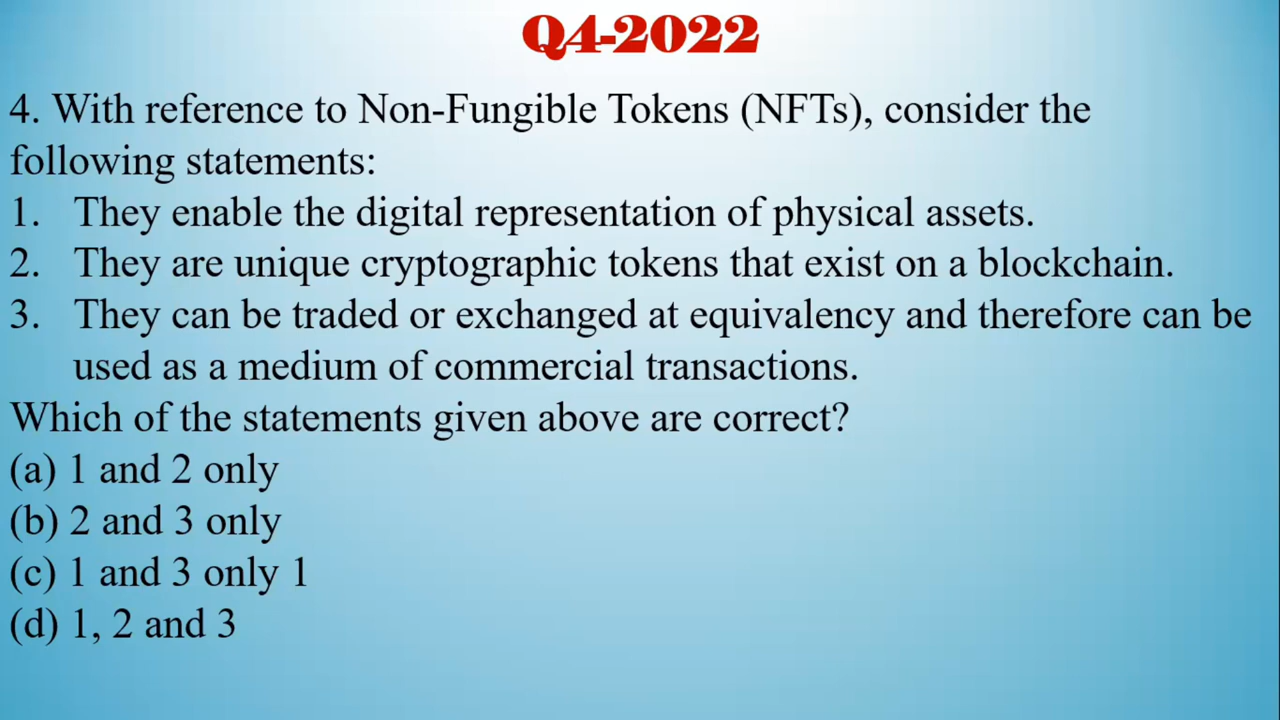 Q4-2022
4. With reference to Non-Fungible Tokens (NFTs), consider the
following statements:
1. They enable the digital representation of physical assets.
2. They are unique cryptographic tokens that exist on a blockchain.
3. They can be traded or exchanged at equivalency and therefore can be
used as a medium of commercial transactions.
Which of the statements given above are correct?
(a) 1 and 2 only
(b) 2 and 3 only
(c) 1 and 3 only 1
(d) 1, 2 and 3